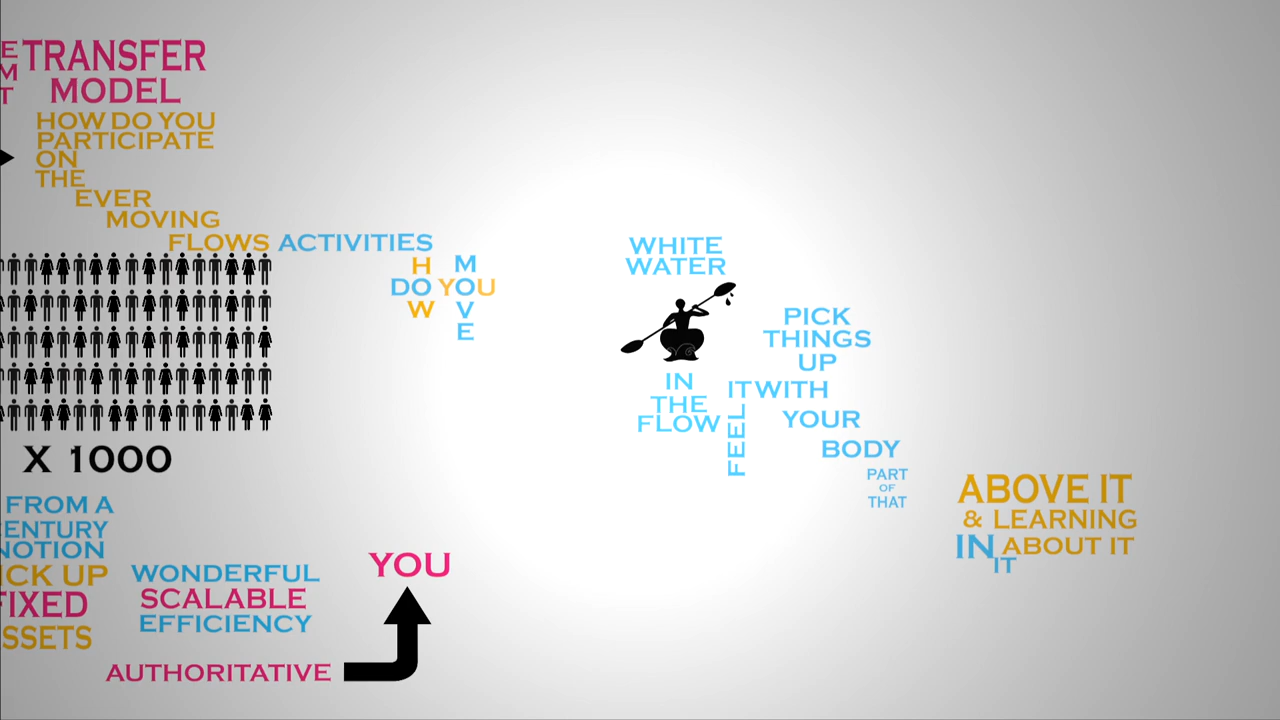 TRANSFER
MODEL
HOW DO YOU
PARTICIPATE
ON
THE
EVER
MOVING
FLOWS ACTIVITIES
HOW
DO YOU
MOVE
X 1000
FROM A
ENTURY
NOTION
ICK UP
FIXED
SSETS
WONDERFUL
SCALABLE
EFFICIENCY
AUTHORITATIVE
YOU
WHITE
WATER
IN
THE
FLOW
FEEL
IT WITH
PICK
THINGS
UP
YOUR
BODY
PART
OF
THAT
ABOVE IT
& LEARNING
IN ABOUT IT
IT